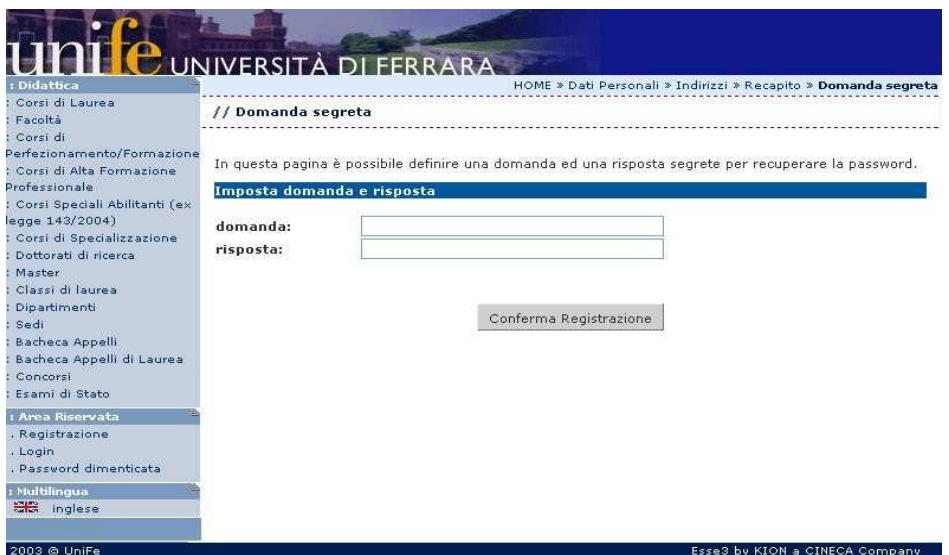 unife UNIVERSITÀ DI FERRARA
HOME » Dati Personali » Indirizzi » Recapito » Domanda segreta
: Didattica
: Corsi di Laurea
: Facoltà
: Corsi di
Perfezionamento/Formazione
: Corsi di Alta Formazione
Professionale
: Corsi Speciali Abilitanti (ex
legge 143/2004)
: Corsi di Specializzazione
: Dottorati di ricerca
: Master
: Classi di laurea
: Dipartimenti
: Sedi
: Bacheca Appelli
: Bacheca Appelli di Laurea
: Concorsi
: Esami di Stato
: Area Riservata
. Registrazione
. Login
. Password dimenticata
: Multilingua
inglese
// Domanda segreta
In questa pagina è possibile definire una domanda ed una risposta segrete per recuperare la password.
Imposta domanda e risposta
domanda:
risposta:
Conferma Registrazione
2003 © UniFe
Esse3 by KION a CINECA Company